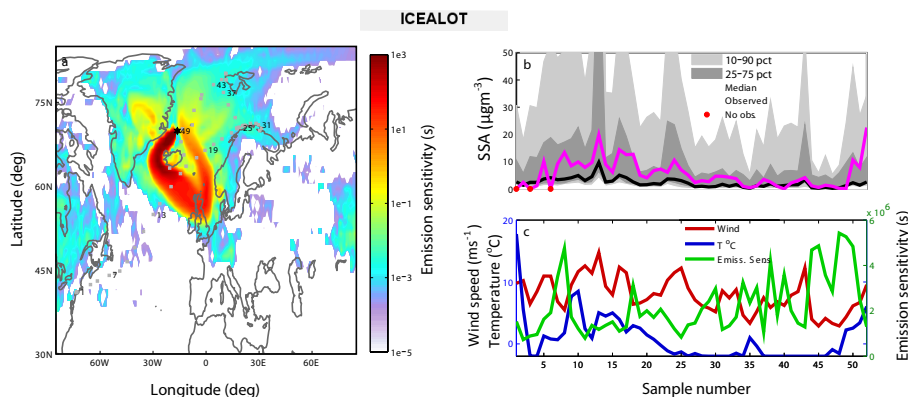 ICEALOT
a
75N
60N
45N
30N
60W
30W
0
30E
60E
Latitude (deg)
Longitude (deg)
43
37
49
25
31
19
13
7
1e3
1e1
1e−1
1e−3
1e−5
Emission sensitivity (s)
b
50
40
30
20
10
0
SSA (μgm⁻³)
10−90 pct
25−75 pct
Median
Observed
No obs.
c
20
10
0
Wind speed (ms⁻¹)
Temperature (°C)
Wind
T °C
Emiss. Sens
6 x 10⁶
4
2
0
Emission Sensitivity (s)
5
10
15
20
25
30
35
40
45
50
Sample number